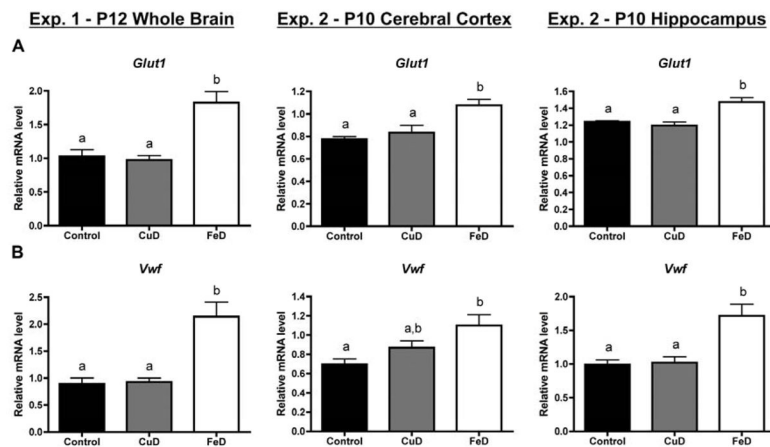 Exp. 1 - P12 Whole Brain
Exp. 2 - P10 Cerebral Cortex
Exp. 2 - P10 Hippocampus
A
Glut1
Relative mRNA level
2.0
1.5
1.0
0.5
0.0
a
a
b
Control
CuD
FeD
Glut1
Relative mRNA level
1.4
1.2
1.0
0.8
0.6
0.4
0.2
0.0
a
a
b
Control
CuD
FeD
Glut1
Relative mRNA level
1.6
1.4
1.2
1.0
0.8
0.6
0.4
0.2
0.0
a
a
b
Control
CuD
FeD
B
Vwf
Relative mRNA level
2.5
2.0
1.5
1.0
0.5
0.0
a
a
b
Control
CuD
FeD
Vwf
Relative mRNA level
1.4
1.2
1.0
0.8
0.6
0.4
0.2
0.0
a
a,b
b
Control
CuD
FeD
Vwf
Relative mRNA level
2.0
1.5
1.0
0.5
0.0
a
a
b
Control
CuD
FeD